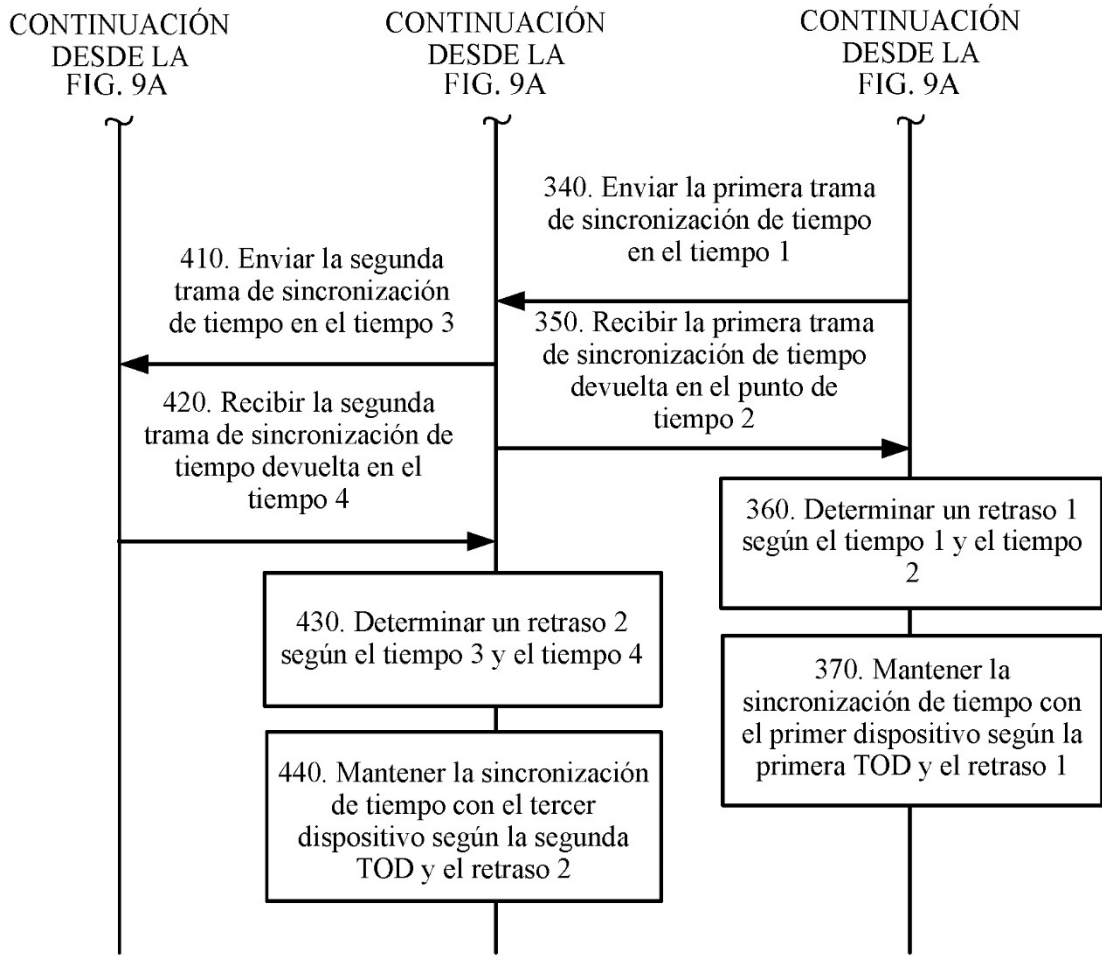 CONTINUACIÓN
DESDE LA
FIG. 9A
CONTINUACIÓN
DESDE LA
FIG. 9A
CONTINUACIÓN
DESDE LA
FIG. 9A
340. Enviar la primera trama
de sincronización de tiempo
en el tiempo 1
410. Enviar la segunda
trama de sincronización
de tiempo en el tiempo 3
350. Recibir la primera trama
de sincronización de tiempo
devuelta en el punto de
tiempo 2
420. Recibir la segunda
trama de sincronización de
tiempo devuelta en el
tiempo 4
360. Determinar un retraso 1
según el tiempo 1 y el tiempo
2
430. Determinar un retraso 2
según el tiempo 3 y el tiempo 4
370. Mantener la
sincronización de tiempo con
el primer dispositivo según la
primera TOD y el retraso 1
440. Mantener la sincronización
de tiempo con el tercer
dispositivo según la segunda
TOD y el retraso 2